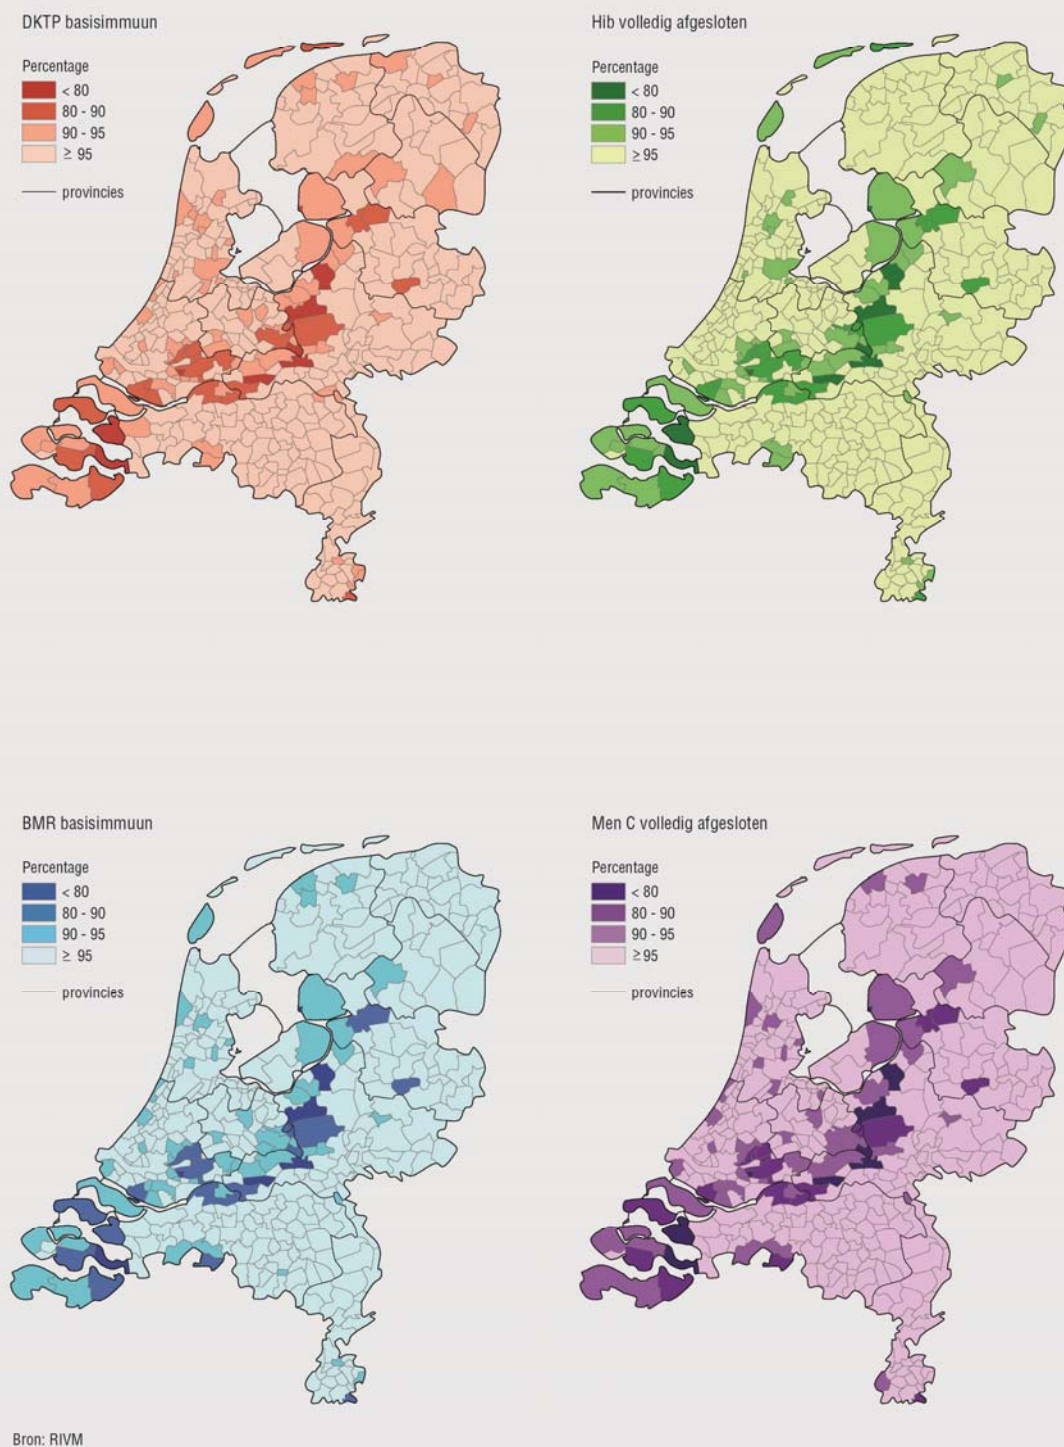 DKTP basisimmuun
Percentage
< 80
80 - 90
90 - 95
≥ 95
provincies
Hib volledig afgesloten
Percentage
< 80
80 - 90
90 - 95
≥ 95
provincies
BMR basisimmuun
Percentage
< 80
80 - 90
90 - 95
≥ 95
provincies
Men C volledig afgesloten
Percentage
< 80
80 - 90
90 - 95
≥ 95
provincies
Bron: RIVM